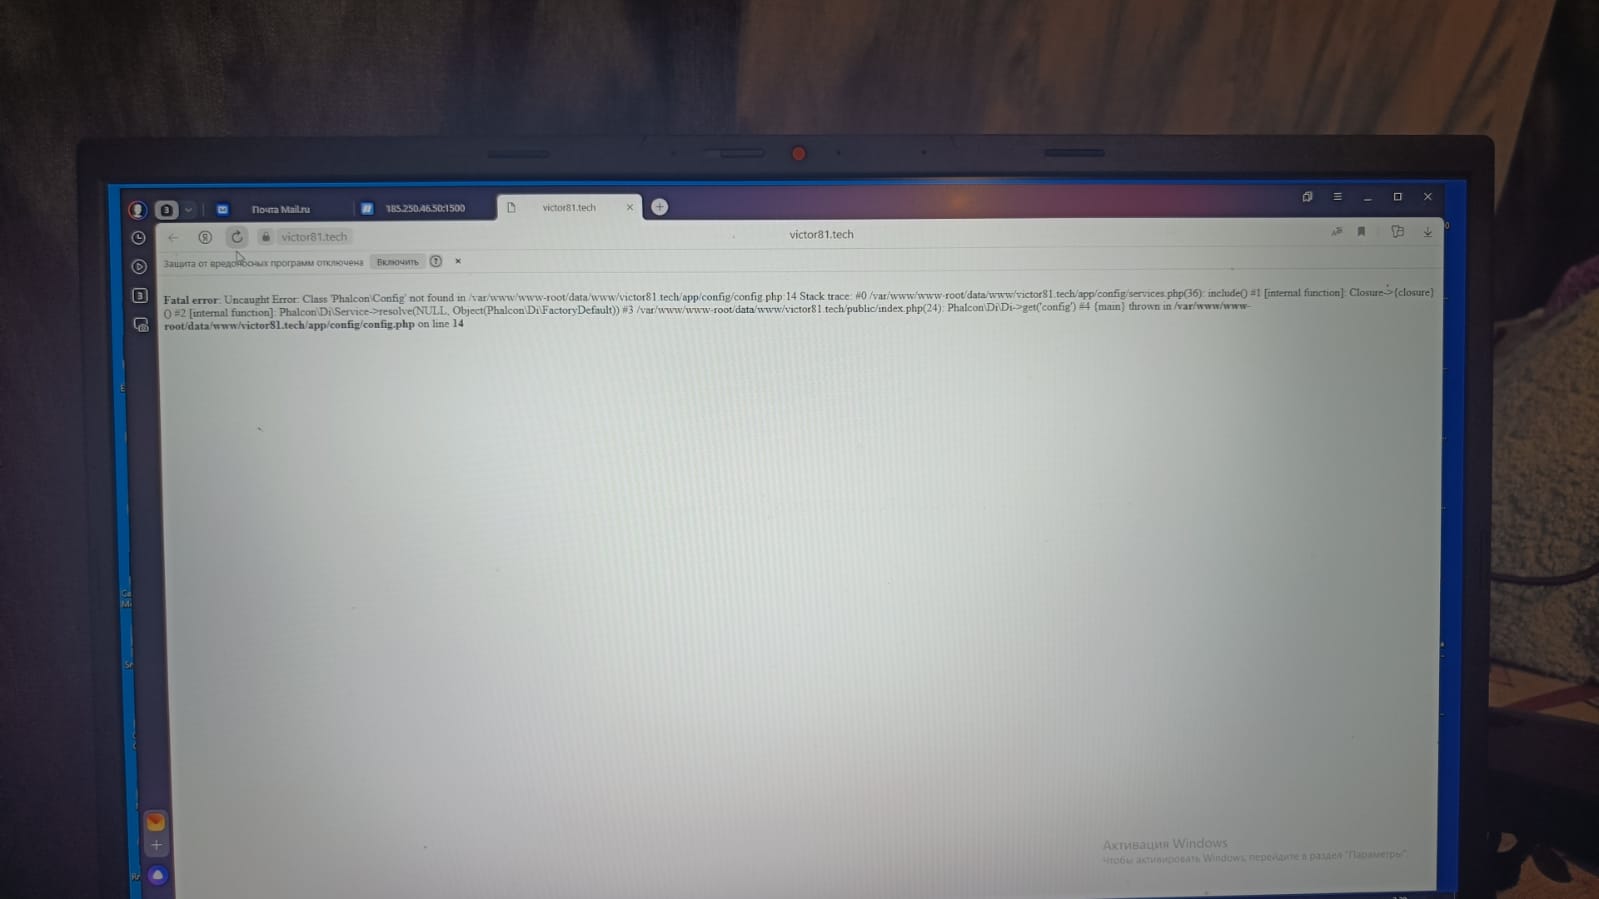 3
Почта Mail.ru
185.250.46.50:1500
victor81.tech
victor81.tech
victor81.tech
Защита от вредоносных программ отключена
Включить
3
Fatal error: Uncaught Error: Class 'Phalcon\Config' not found in /var/www/www-root/data/www/victor81.tech/app/config/config.php:14 Stack trace: #0 /var/www/www-root/data/www/victor81.tech/app/config/services.php(36): include() #1 [internal function]: Closure->{closure}
() #2 [internal function]: Phalcon\Di\Service->resolve(NULL, Object(Phalcon\Di\FactoryDefault)) #3 /var/www/www-root/data/www/victor81.tech/public/index.php(24): Phalcon\Di\Di->get('config') #4 {main} thrown in /var/www/www-
root/data/www/victor81.tech/app/config/config.php on line 14
Активация Windows
Чтобы активировать Windows, перейдите в раздел "Параметры".